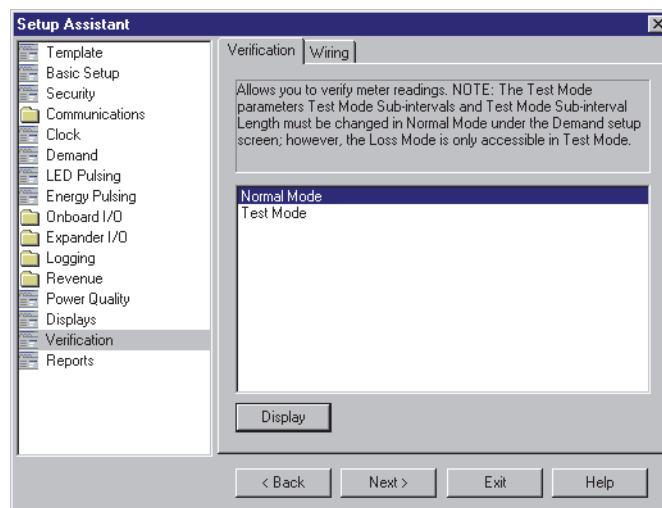 Setup Assistant
Template
Basic Setup
Security
Communications
Clock
Demand
LED Pulsing
Energy Pulsing
Onboard I/O
Expander I/O
Logging
Revenue
Power Quality
Displays
Verification
Reports
Verification
Wiring
Allows you to verify meter readings. NOTE: The Test Mode
parameters Test Mode Sub-intervals and Test Mode Sub-interval
Length must be changed in Normal Mode under the Demand setup
screen; however, the Loss Mode is only accessible in Test Mode.
Normal Mode
Test Mode
Display
< Back
Next >
Exit
Help